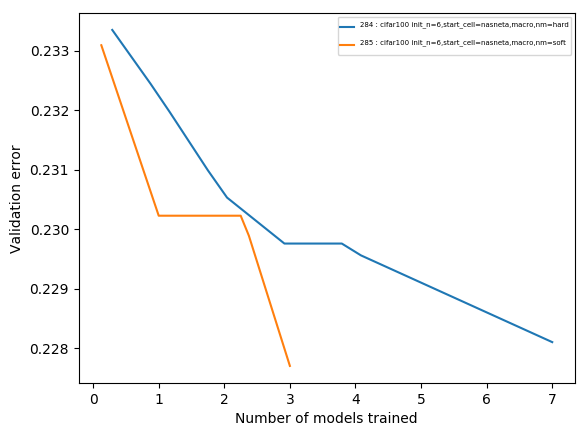 284 : cifar100 init_n=6,start_cell=nasneta,macro,nm=hard
285 : cifar100 init_n=6,start_cell=nasneta,macro,nm=soft
0.233
0.232
0.231
0.230
0.229
0.228
Validation error
0 1 2 3 4 5 6 7
Number of models trained